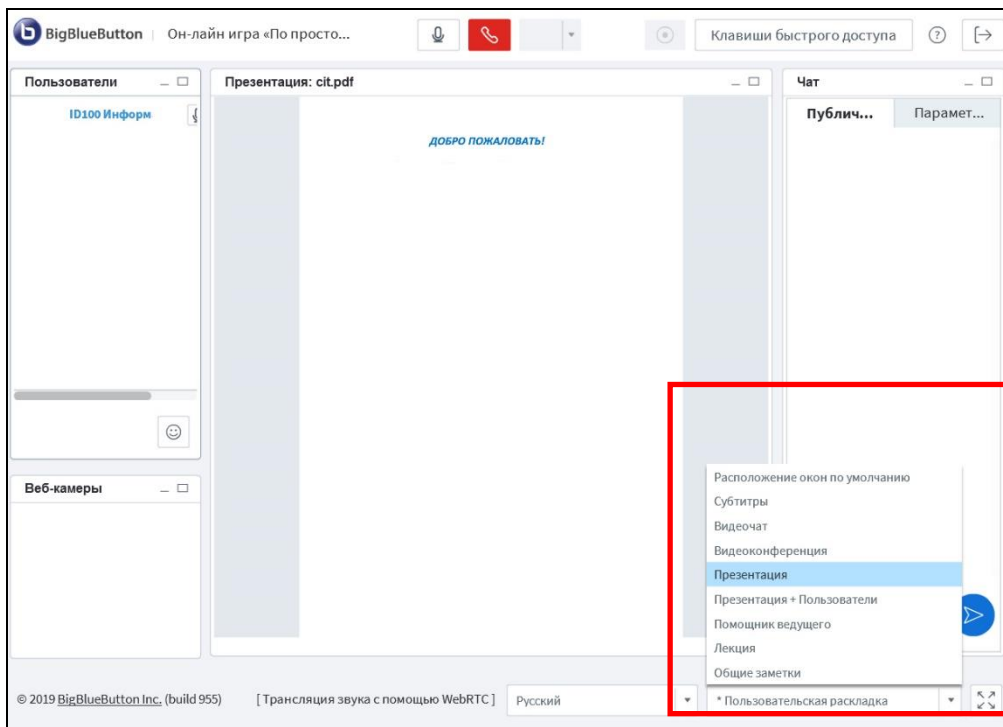 BigBlueButton
Он-лайн игра «По просто...
Клавиши быстрого доступа
Пользователи
ID100 Информ
Презентация: cit.pdf
ДОБРО ПОЖАЛОВАТЬ!
Чат
Публич...
Парамет...
Веб-камеры
Расположение окон по умолчанию
Субтитры
Видеочат
Видеоконференция
Презентация
Презентация + Пользователи
Помощник ведущего
Лекция
Общие заметки
© 2019 BigBlueButton Inc. (build 955)
[ Трансляция звука с помощью WebRTC ]
Русский
* Пользовательская раскладка